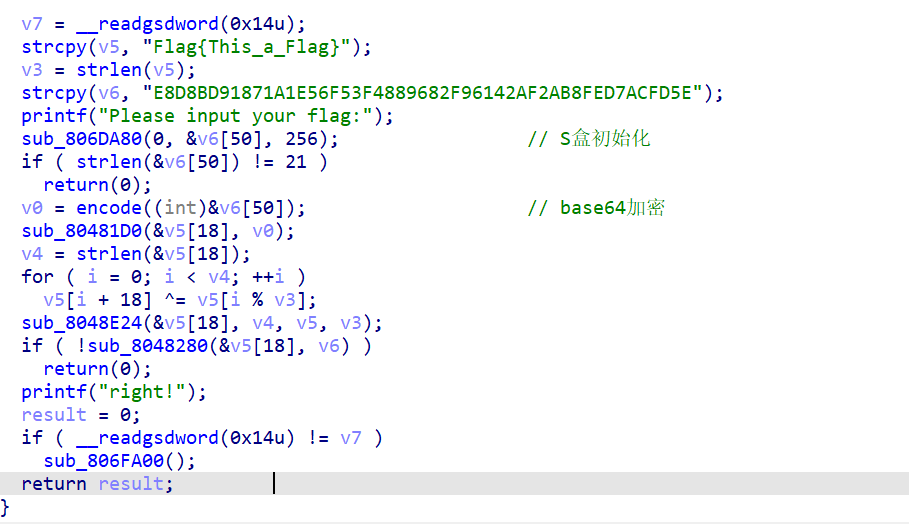 v7 = __readgsdword(0x14u);
strcpy(v5, "Flag{This_a_Flag}");
v3 = strlen(v5);
strcpy(v6, "E8D8BD91871A1E56F53F4889682F96142AF2AB8FED7ACFD5E");
printf("Please input your flag:");
sub_806DA80(0, &v6[50], 256); // S盒初始化
if ( strlen(&v6[50]) != 21 )
return(0);
v0 = encode((int)&v6[50]); // base64加密
sub_80481D0(&v5[18], v0);
v4 = strlen(&v5[18]);
for ( i = 0; i < v4; ++i )
v5[i + 18] ^= v5[i % v3];
sub_8048E24(&v5[18], v4, v5, v3);
if ( !sub_8048280(&v5[18], v6) )
return(0);
printf("right!");
result = 0;
if ( __readgsdword(0x14u) != v7 )
sub_806FA00();
return result;
}